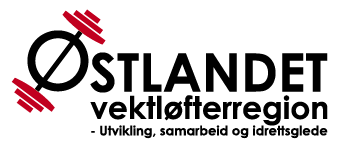 ØSTLANDET
vektløfterregion
- Utvikling, samarbeid og idrettsglede